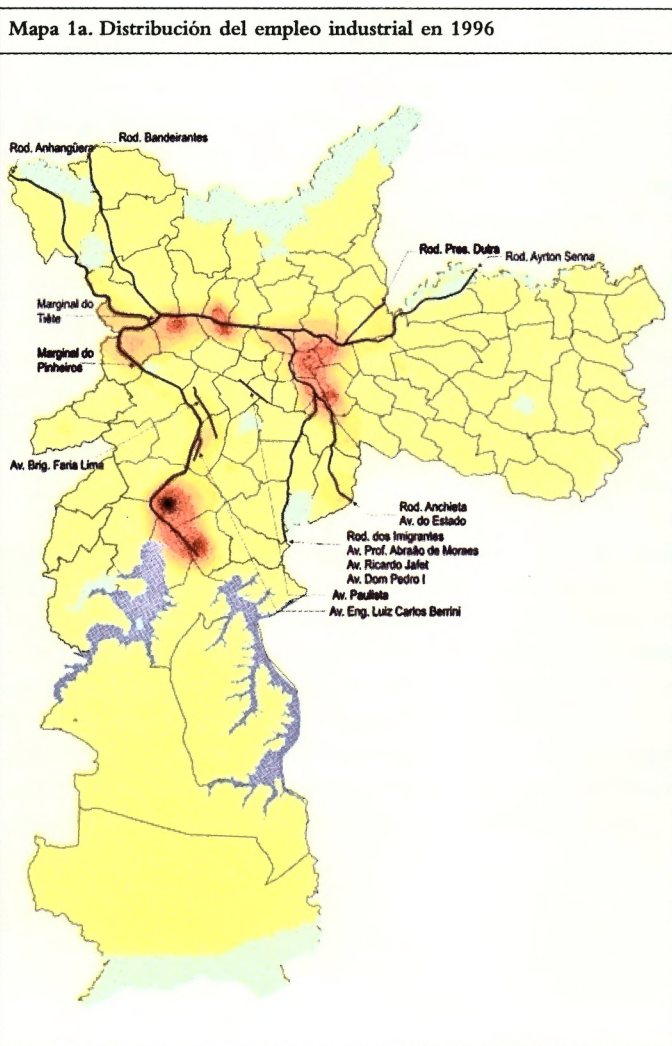 Mapa 1a. Distribución del empleo industrial en 1996
Rod. Bandeirantes
Rod. Anhangüera
Rod. Pres. Dutra
Rod. Ayrton Senna
Marginal do
Tiête
Marginal do
Pinheiros
Av. Brig. Faria Lima
Rod. Anchieta
Av. do Estado
Rod. dos Imigrantes
Av. Prof. Abraão de Moraes
Av. Ricardo Jafet
Av. Dom Pedro I
Av. Paulista
Av. Eng. Luiz Carlos Berrini